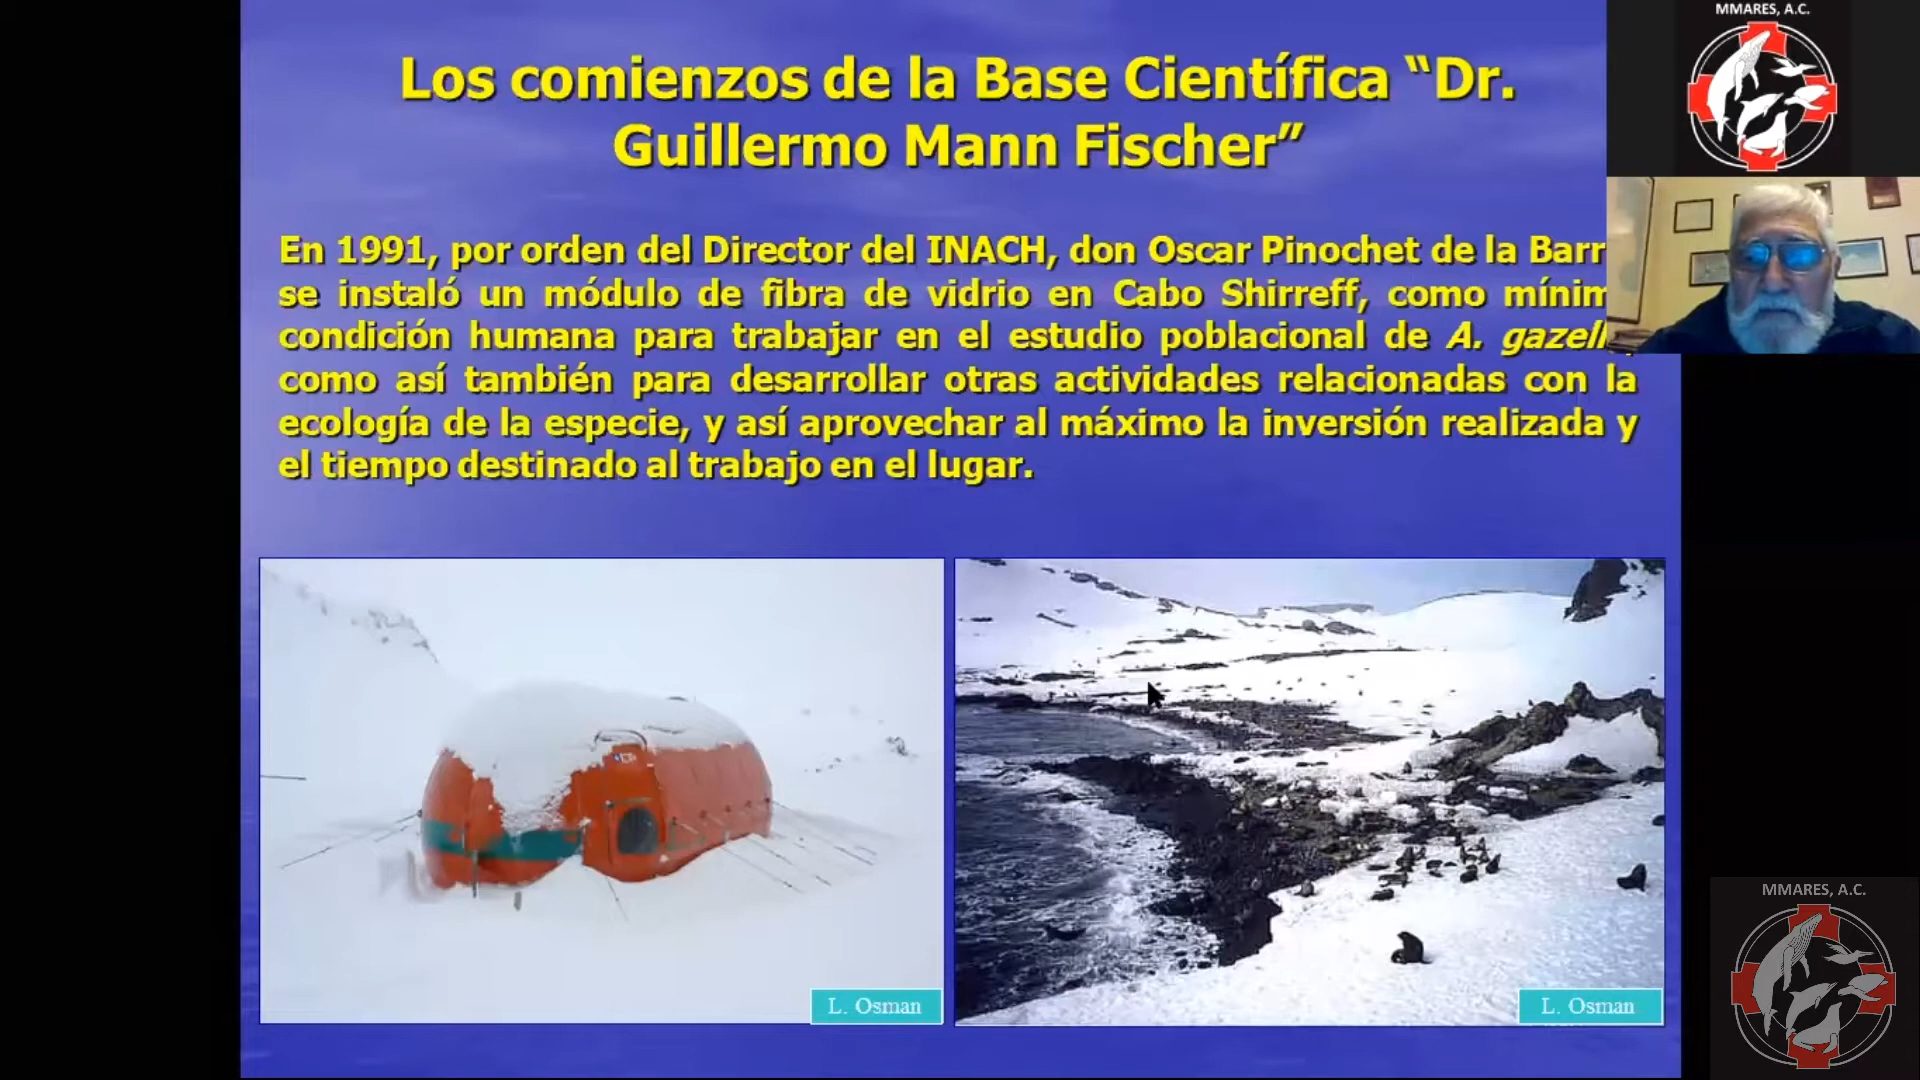 MMARES, A.C.
Los comienzos de la Base Científica “Dr.
Guillermo Mann Fischer”
En 1991, por orden del Director del INACH, don Oscar Pinochet de la
se instaló un módulo de fibra de vidrio en Cabo Shirreff, como
condición humana para trabajar en el estudio poblacional de A.
como así también para desarrollar otras actividades relacionadas con la
ecología de la especie, y así aprovechar al máximo la inversión realizada y
el tiempo destinado al trabajo en el lugar.
L. Osman
L. Osman
MMARES, A.C.